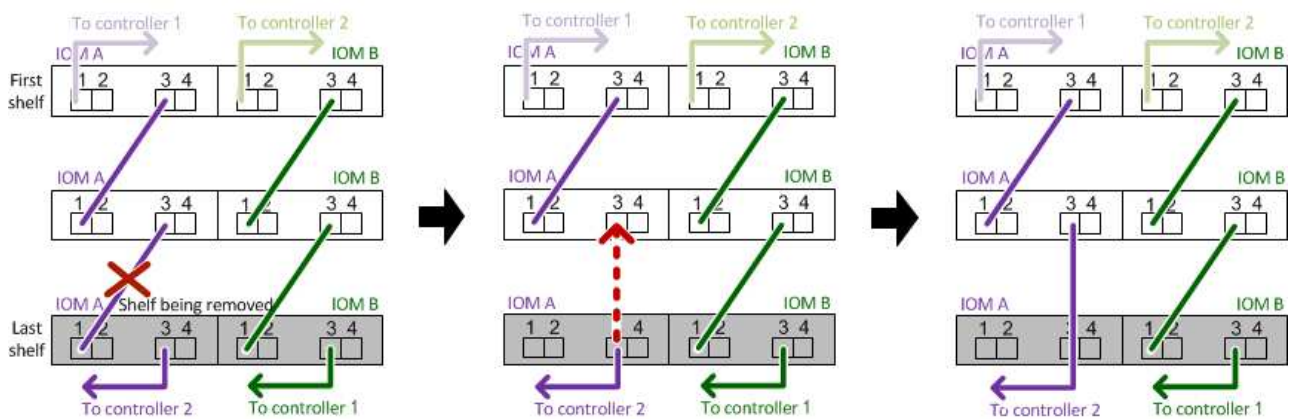 To controller 1 To controller 2 To controller 1 To controller 2 To controller 1 To controller 2
IOM A IOM B IOM A IOM B IOM A IOM B
First shelf
1 2 3 4 1 2 3 4 1 2 3 4 1 2 3 4 1 2 3 4 1 2 3 4
IOM A IOM B IOM A IOM B IOM A IOM B
1 2 3 4 1 2 3 4 1 2 3 4 1 2 3 4 1 2 3 4 1 2 3 4
IOM A Shelf being removed IOM B IOM A IOM B IOM A IOM B
Last shelf
1 2 3 4 1 2 3 4 1 2 4 1 2 3 4 1 2 3 4 1 2 3 4
To controller 2 To controller 1 To controller 2 To controller 1 To controller 2 To controller 1